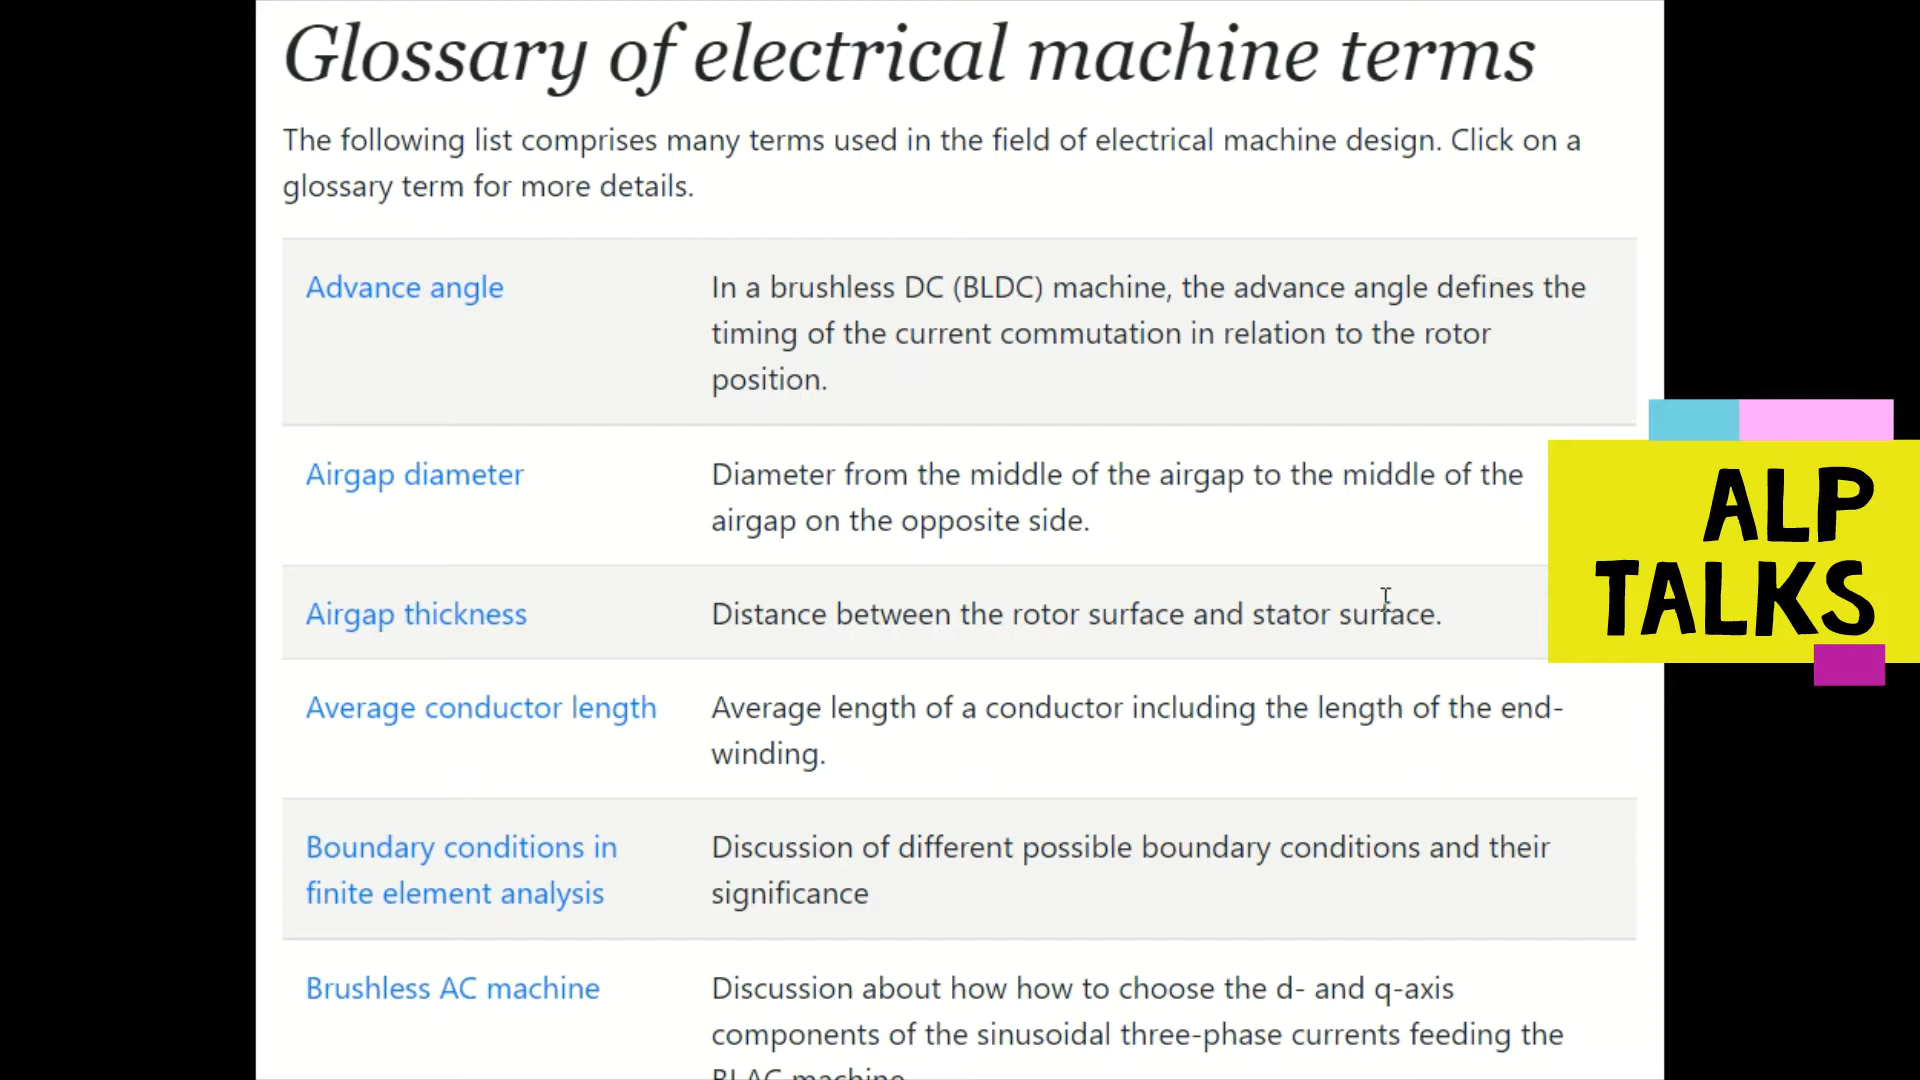 Glossary of electrical machine terms
The following list comprises many terms used in the field of electrical machine design. Click on a
glossary term for more details.
Advance angle
In a brushless DC (BLDC) machine, the advance angle defines the
timing of the current commutation in relation to the rotor
position.
Airgap diameter
Diameter from the middle of the airgap to the middle of the
airgap on the opposite side.
Airgap thickness
Distance between the rotor surface and stator surface.
Average conductor length
Average length of a conductor including the length of the end-
winding.
Boundary conditions in
finite element analysis
Discussion of different possible boundary conditions and their
significance
Brushless AC machine
Discussion about how how to choose the d- and q-axis
components of the sinusoidal three-phase currents feeding the
BLAC machine.
ALP
TALKS